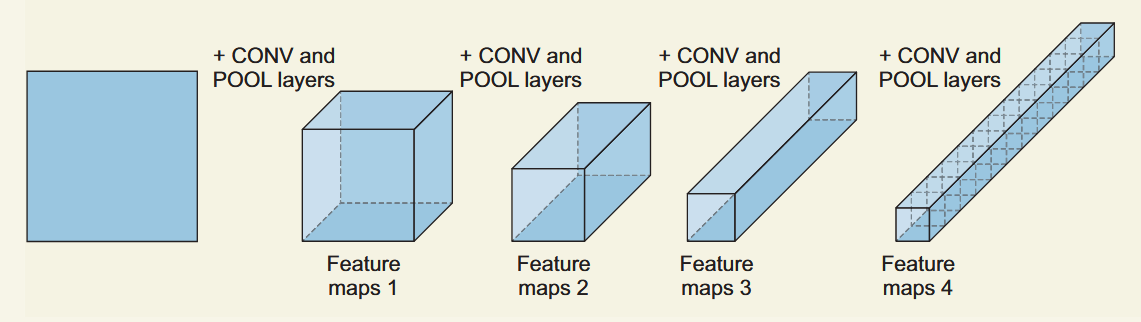 + CONV and
POOL layers
+ CONV and
POOL layers
+ CONV and
POOL layers
+ CONV and
POOL layers
Feature
maps 1
Feature
maps 2
Feature
maps 3
Feature
maps 4